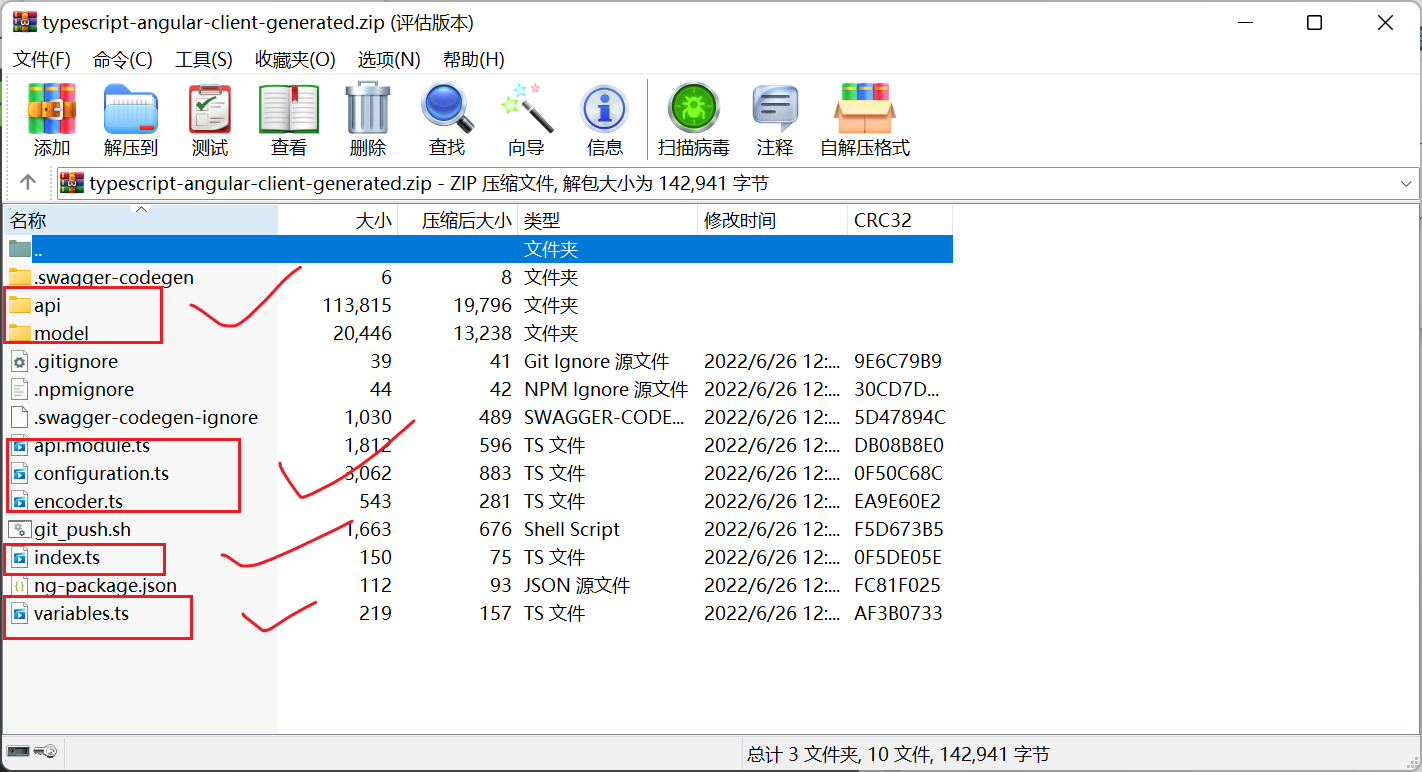 typescript-angular-client-generated.zip (评估版本)
文件(F) 命令(C) 工具(S) 收藏夹(O) 选项(N) 帮助(H)
添加 解压到 测试 查看 删除 查找 向导 信息 扫描病毒 注释 自解压格式
typescript-angular-client-generated.zip - ZIP 压缩文件, 解包大小为 142,941 字节
名称 大小 压缩后大小 类型 修改时间 CRC32
.. 文件夹
.swagger-codegen 6 8 文件夹
api 113,815 19,796 文件夹
model 20,446 13,238 文件夹
.gitignore 39 41 Git Ignore 源文件 2022/6/26 12:... 9E6C79B9
.npmignore 44 42 NPM Ignore 源文件 2022/6/26 12:... 30CD7D...
.swagger-codegen-ignore 1,030 489 SWAGGER-CODE... 2022/6/26 12:... 5D47894C
api.module.ts 1,812 596 TS 文件 2022/6/26 12:... DB08B8E0
configuration.ts 3,062 883 TS 文件 2022/6/26 12:... 0F50C68C
encoder.ts 543 281 TS 文件 2022/6/26 12:... EA9E60E2
git_push.sh 1,663 676 Shell Script 2022/6/26 12:... F5D673B5
index.ts 150 75 TS 文件 2022/6/26 12:... 0F5DE05E
ng-package.json 112 93 JSON 源文件 2022/6/26 12:... FC81F025
variables.ts 219 157 TS 文件 2022/6/26 12:... AF3B0733
总计 3 文件夹, 10 文件, 142,941 字节